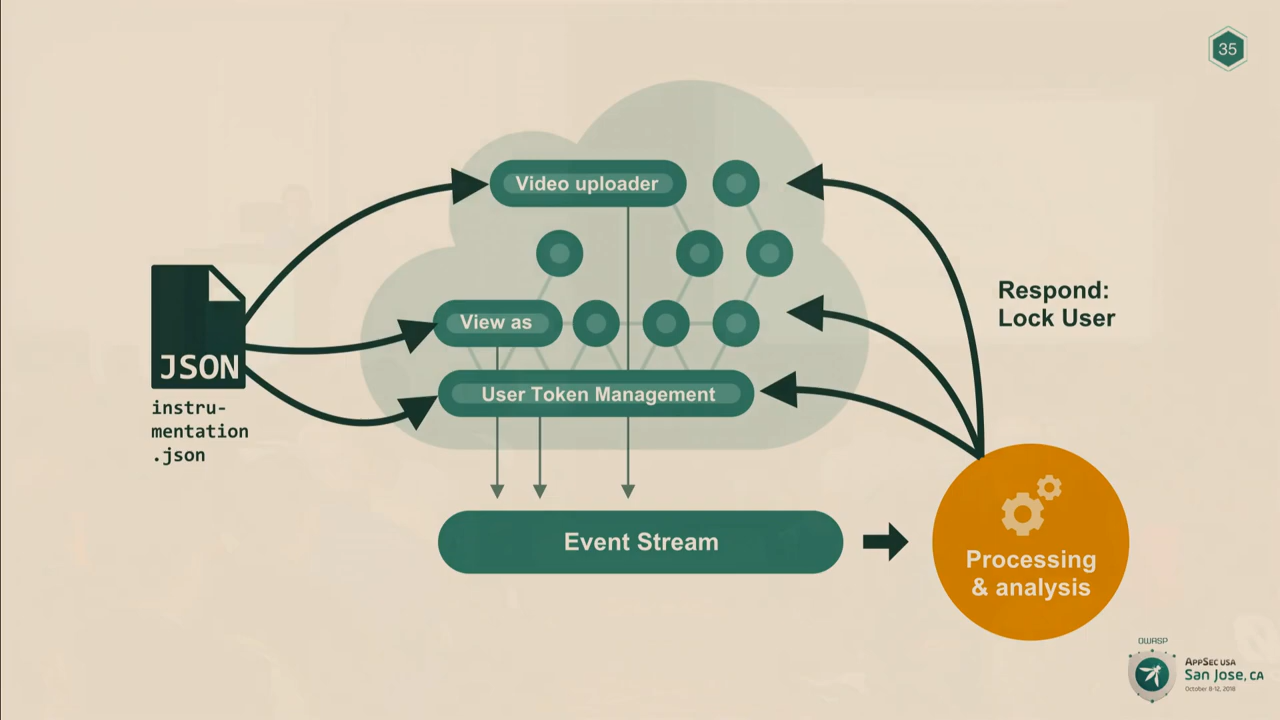 35
Video uploader
Respond:
Lock User
View as
JSON
User Token Management
instru-
mentation
.json
Event Stream
Processing
& analysis
OWASP
AppSec USA
San Jose, CA
October 8-12, 2018